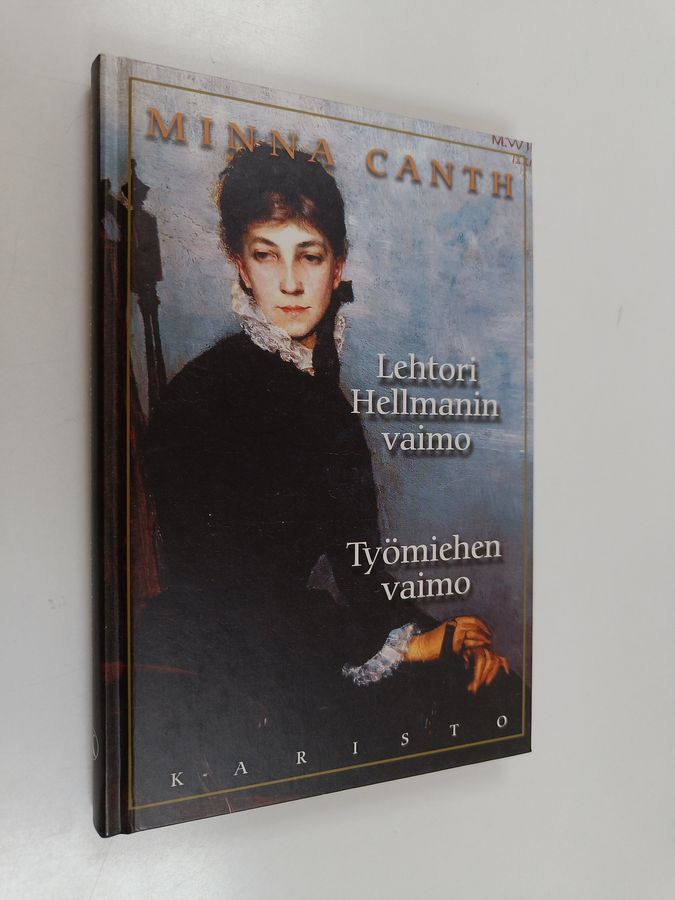 MINNA CANTH
Lehtori
Hellmanin
vaimo
Työmiehen
vaimo
KARISTO